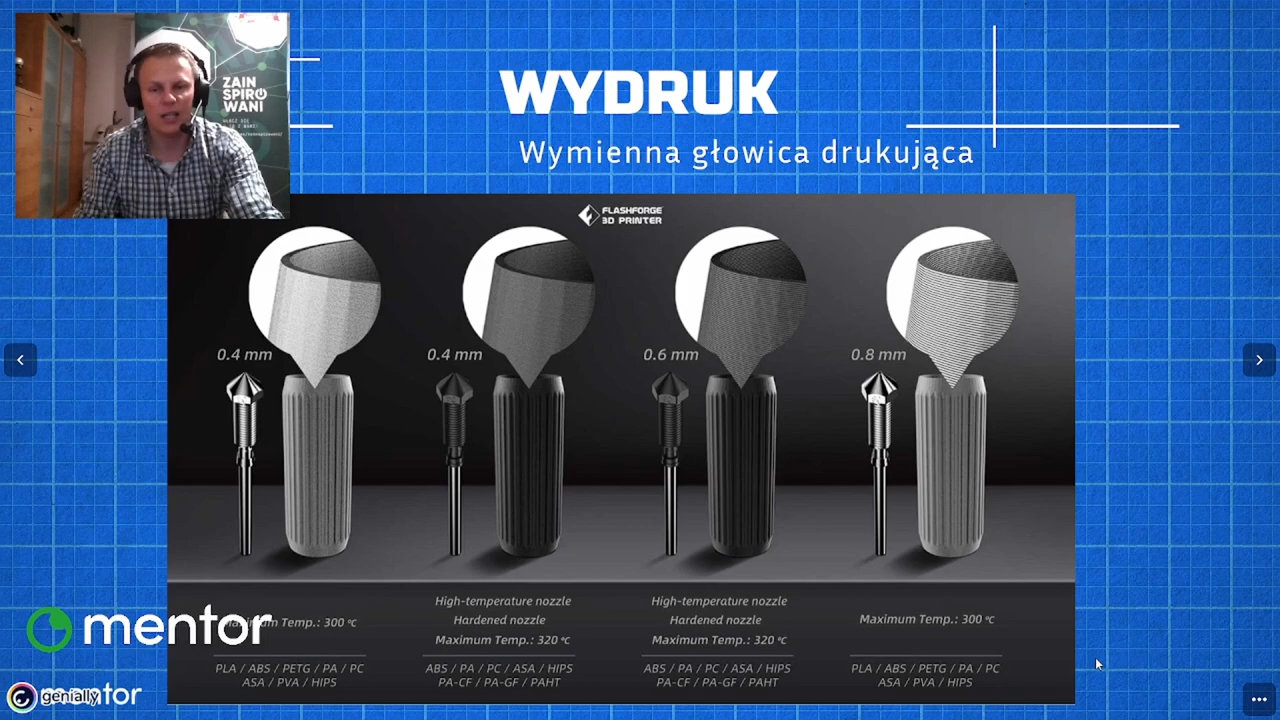 ZAIN
SPIRO
WANI
WYDRUK
Wymienna głowica drukująca
FLASHFORGE
3D PRINTER
0.4 mm
0.4 mm
0.6 mm
0.8 mm
Temp.: 300 °C
PLA / ABS / PETG / PA / PC
ASA / PVA / HIPS
High-temperature nozzle
Hardened nozzle
Maximum Temp.: 320 °C
ABS / PA / PC / ASA / HIPS
PA-CF / PA-GF / PAHT
High-temperature nozzle
Hardened nozzle
Maximum Temp.: 320 °C
ABS / PA / PC / ASA / HIPS
PA-CF / PA-GF / PAHT
Maximum Temp.: 300 °C
PLA / ABS / PETG / PA / PC
ASA / PVA / HIPS
mentor
genially